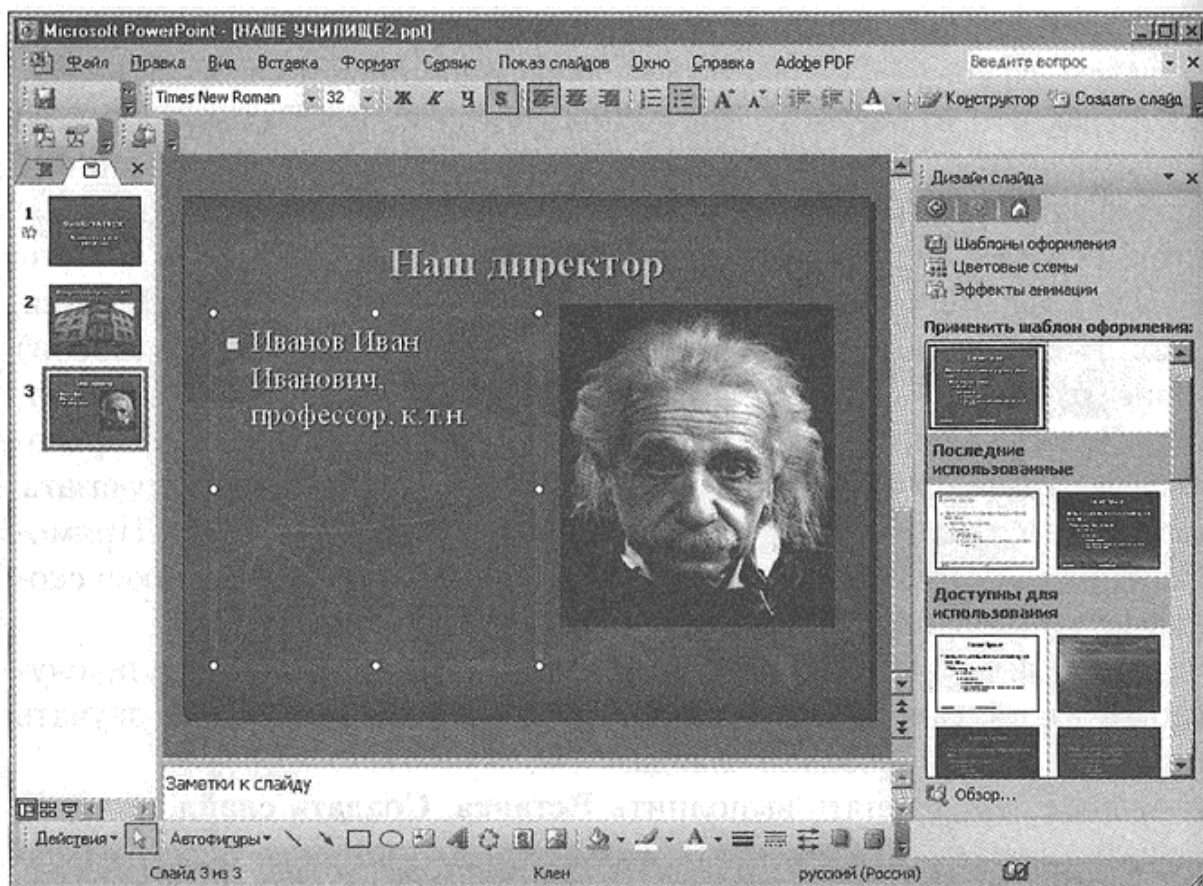 Microsoft PowerPoint - [НАШЕ УЧИЛИЩЕ2.ppt]
Файл Правка Вид Вставка Формат Сервис Показ слайдов Окно Справка Adobe PDF Введите вопрос
Times New Roman 32 Ж К Ч S А А А Конструктор Создать слайд
1
2
3
Наш директор
Иванов Иван
Иванович,
профессор, к.т.н.
Дизайн слайда
Шаблоны оформления
Цветовые схемы
Эффекты анимации
Применить шаблон оформления:
Последние
использованные
Доступны для
использования
Обзор...
Заметки к слайду
Действия Автофигуры А
Слайд 3 из 3 Клен русский (Россия)